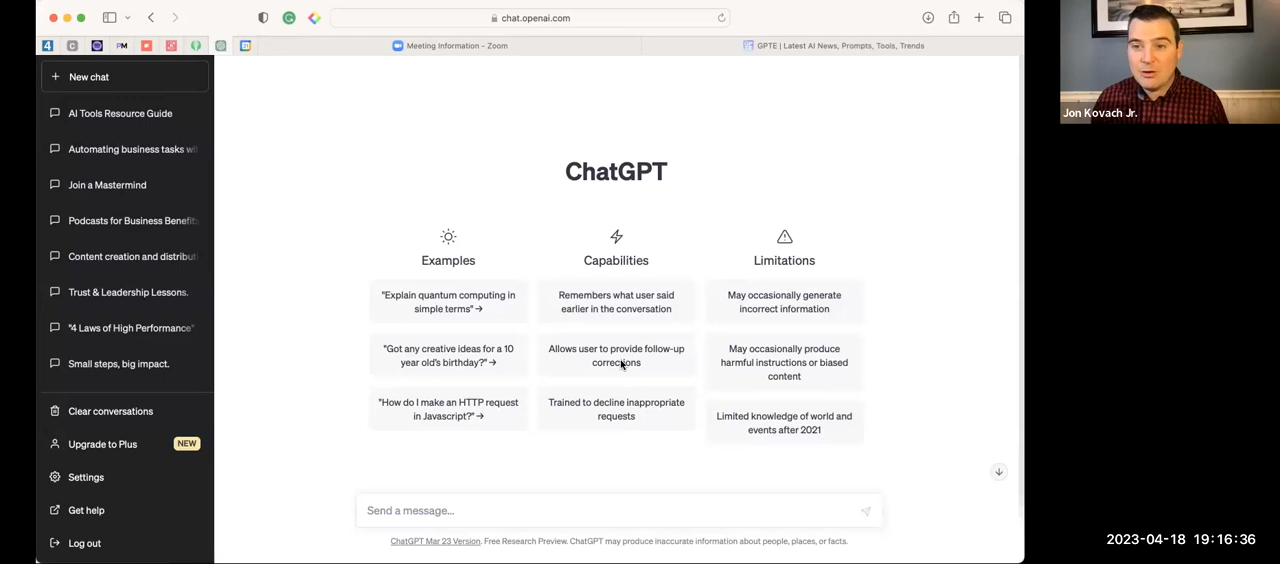 chat.openai.com
4
C
PM
Meeting Information - Zoom
GPTE | Latest AI News, Prompts, Tools, Trends
New chat
AI Tools Resource Guide
Automating business tasks wi
Join a Mastermind
Podcasts for Business Benefit
Content creation and distribut
Trust & Leadership Lessons.
"4 Laws of High Performance"
Small steps, big impact.
Clear conversations
Upgrade to Plus
NEW
Settings
Get help
Log out
ChatGPT
Examples
"Explain quantum computing in
simple terms" →
"Got any creative ideas for a 10
year old's birthday?" →
"How do I make an HTTP request
in Javascript?" →
Capabilities
Remembers what user said
earlier in the conversation
Allows user to provide follow-up
corrections
Trained to decline inappropriate
requests
Limitations
May occasionally generate
incorrect information
May occasionally produce
harmful instructions or biased
content
Limited knowledge of world and
events after 2021
Send a message...
ChatGPT Mar 23 Version. Free Research Preview. ChatGPT may produce inaccurate information about people, places, or facts.
Jon Kovach Jr.
2023-04-18 19:16:36